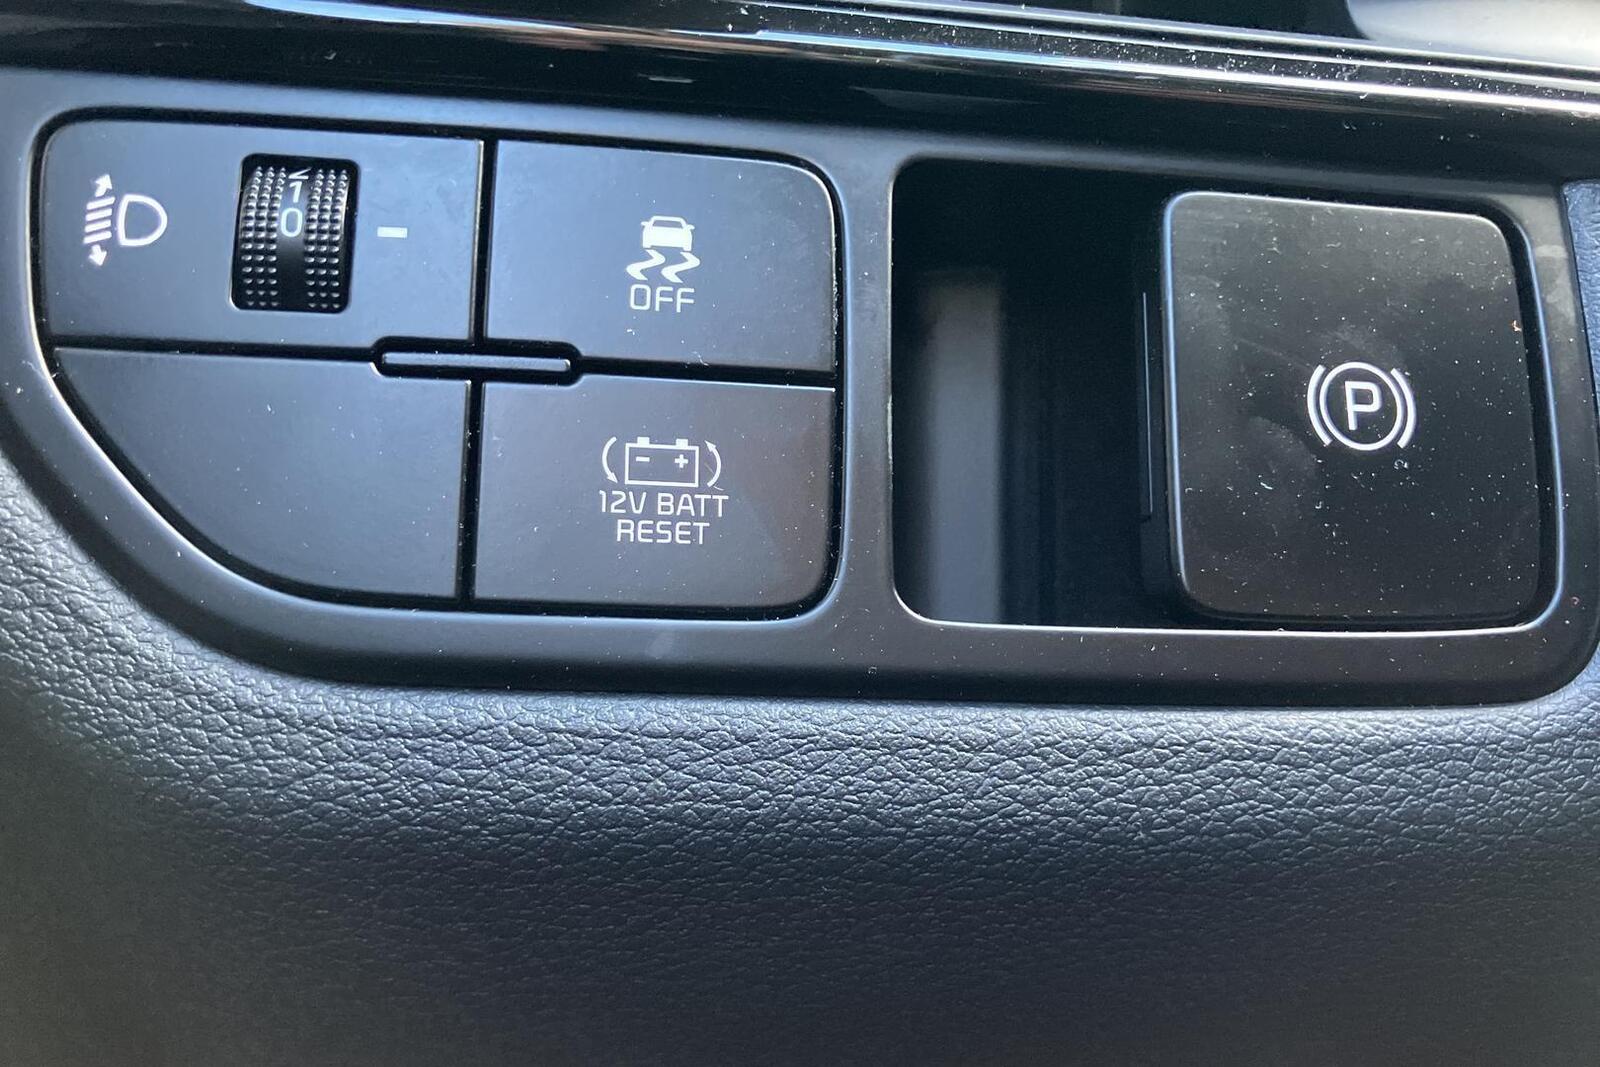 1
0
OFF
12V BATT
RESET
P